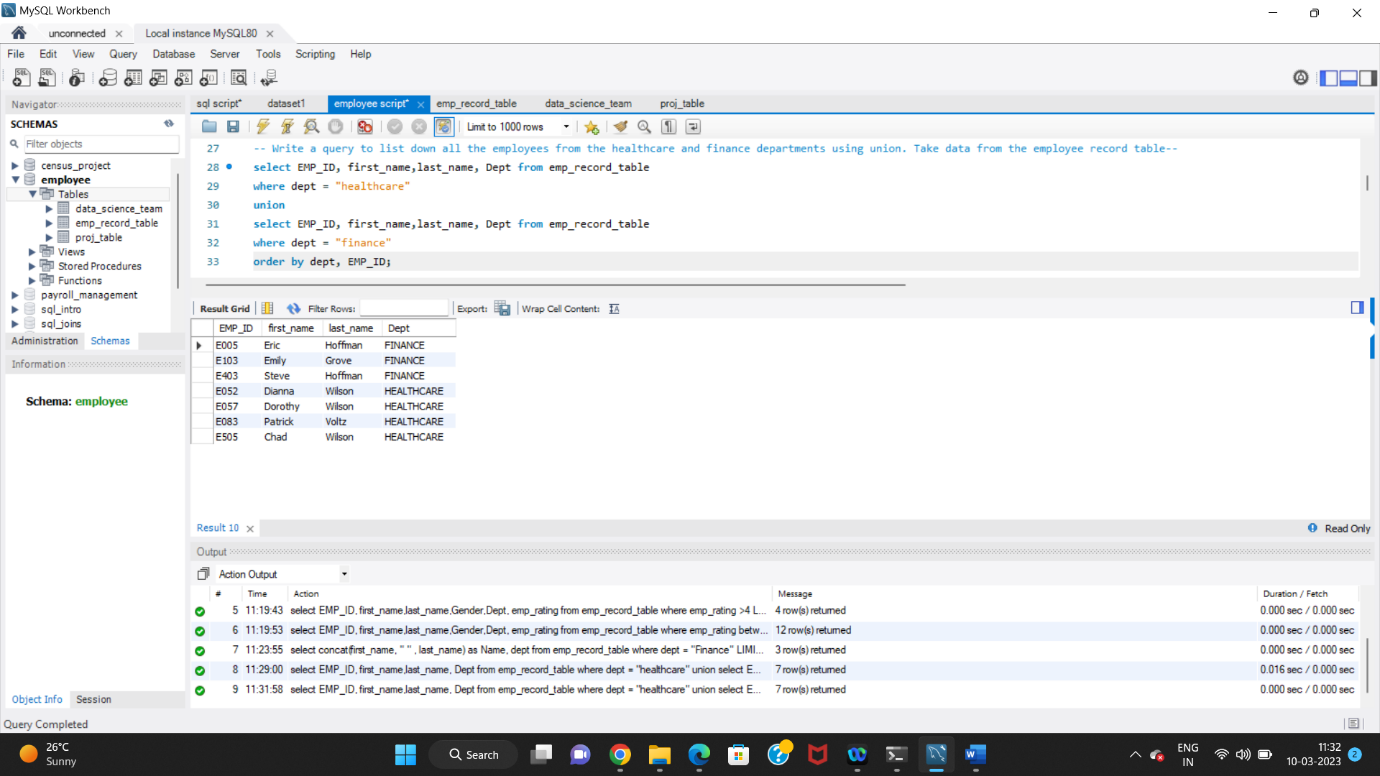 MySQL Workbench
unconnected
Local instance MySQL80
File Edit View Query Database Server Tools Scripting Help
Navigator
sql script*
dataset1
employee script*
emp_record_table
data_science_team
proj_table
SCHEMAS
Filter objects
Limit to 1000 rows
census_project
employee
Tables
data_science_team
emp_record_table
proj_table
Views
Stored Procedures
Functions
payroll_management
sql_intro
sql_joins
Administration Schemas
Information
Schema: employee
Object Info Session
27 -- Write a query to list down all the employees from the healthcare and finance departments using union. Take data from the employee record table--
28 select EMP_ID, first_name,last_name, Dept from emp_record_table
29 where dept = "healthcare"
30 union
31 select EMP_ID, first_name,last_name, Dept from emp_record_table
32 where dept = "finance"
33 order by dept, EMP_ID;
Result Grid Filter Rows: Export: Wrap Cell Content:
EMP_ID first_name last_name Dept
E005 Eric Hoffman FINANCE
E103 Emily Grove FINANCE
E403 Steve Hoffman FINANCE
E052 Dianna Wilson HEALTHCARE
E057 Dorothy Wilson HEALTHCARE
E083 Patrick Voltz HEALTHCARE
E505 Chad Wilson HEALTHCARE
Result 10
Read Only
Output
Action Output
# Time Action Message Duration / Fetch
5 11:19:43 select EMP_ID, first_name,last_name,Gender,Dept, emp_rating from emp_record_table where emp_rating >4 L... 4 row(s) returned 0.000 sec / 0.000 sec
6 11:19:53 select EMP_ID, first_name,last_name,Gender,Dept, emp_rating from emp_record_table where emp_rating betw... 12 row(s) returned 0.000 sec / 0.000 sec
7 11:23:55 select concat(first_name, " " , last_name) as Name, dept from emp_record_table where dept = "Finance" LIMI... 3 row(s) returned 0.000 sec / 0.000 sec
8 11:29:00 select EMP_ID, first_name,last_name, Dept from emp_record_table where dept = "healthcare" union select E... 7 row(s) returned 0.016 sec / 0.000 sec
9 11:31:58 select EMP_ID, first_name,last_name, Dept from emp_record_table where dept = "healthcare" union select E... 7 row(s) returned 0.000 sec / 0.000 sec
Query Completed
26°C
Sunny
Search
ENG
IN
11:32
10-03-2023
2